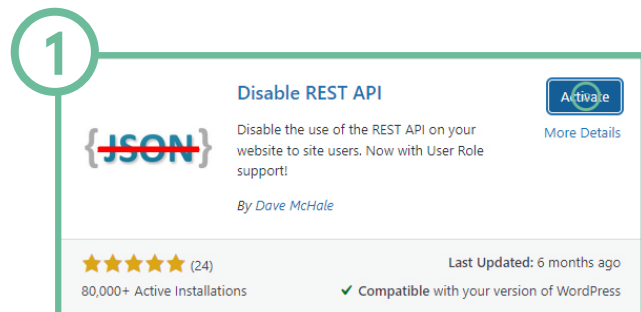 1
Disable REST API
Activate
{JSON}
Disable the use of the REST API on your
website to site users. Now with User Role
support!
More Details
By Dave McHale
(24)
Last Updated: 6 months ago
80,000+ Active Installations
✔ Compatible with your version of WordPress